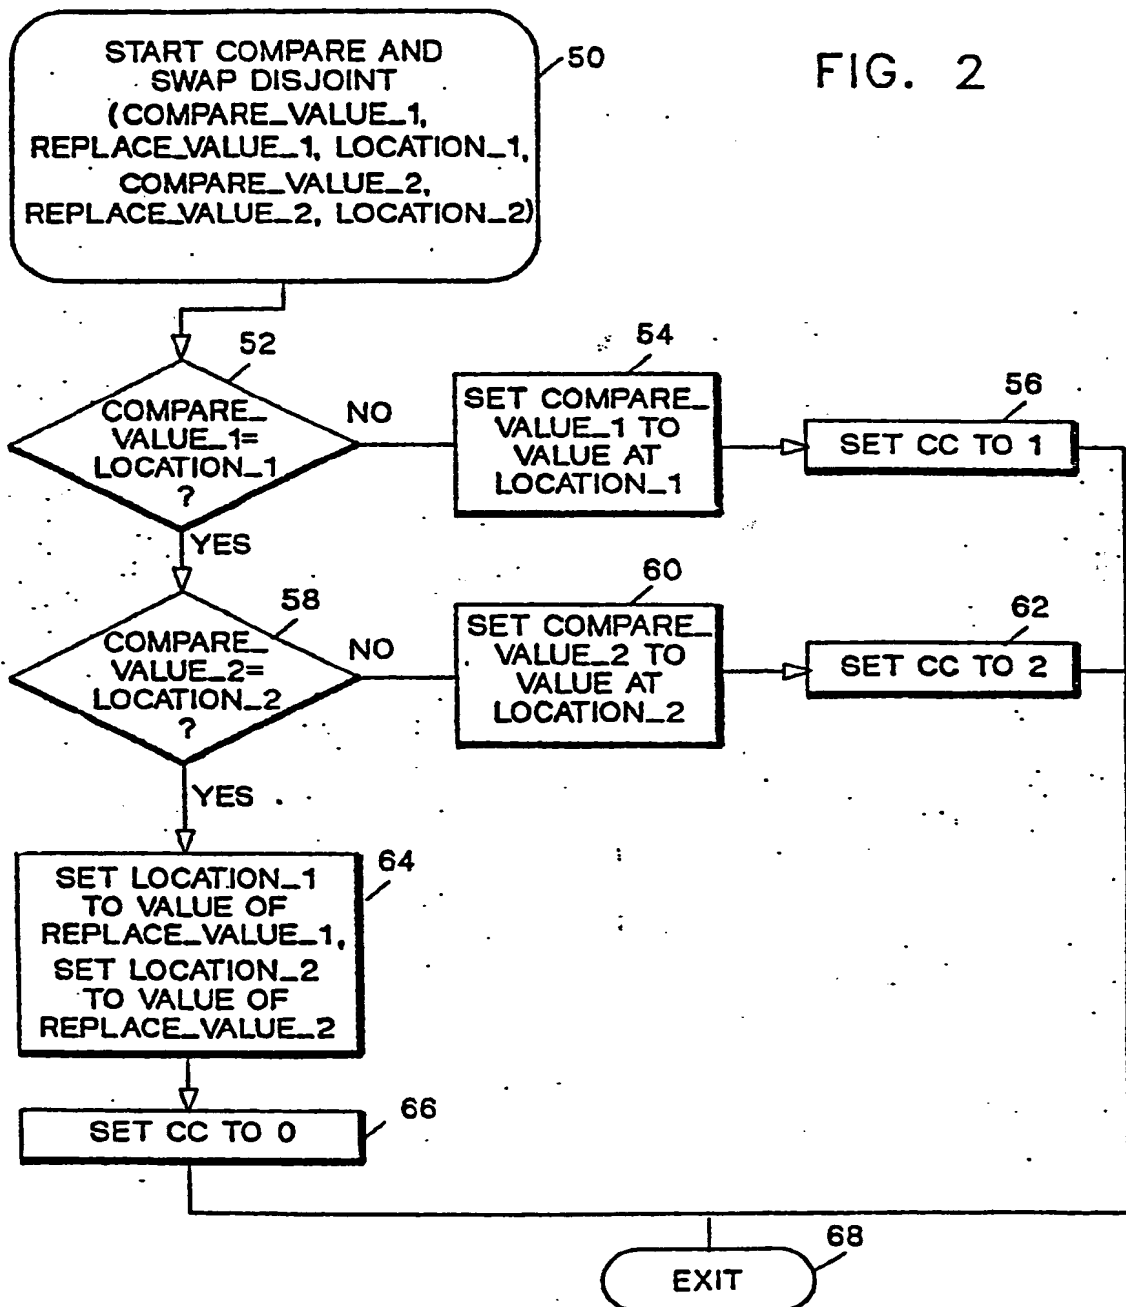 START COMPARE AND
SWAP DISJOINT
(COMPARE_VALUE_1,
REPLACE_VALUE_1, LOCATION_1,
COMPARE_VALUE_2,
REPLACE_VALUE_2, LOCATION_2)
50
FIG. 2
52
COMPARE_
VALUE_1=
LOCATION_1
?
NO
YES
54
SET COMPARE_
VALUE_1 TO
VALUE AT
LOCATION_1
56
SET CC TO 1
58
COMPARE_
VALUE_2=
LOCATION_2
?
NO
YES
60
SET COMPARE_
VALUE_2 TO
VALUE AT
LOCATION_2
62
SET CC TO 2
64
SET LOCATION_1
TO VALUE OF
REPLACE_VALUE_1,
SET LOCATION_2
TO VALUE OF
REPLACE_VALUE_2
66
SET CC TO 0
68
EXIT